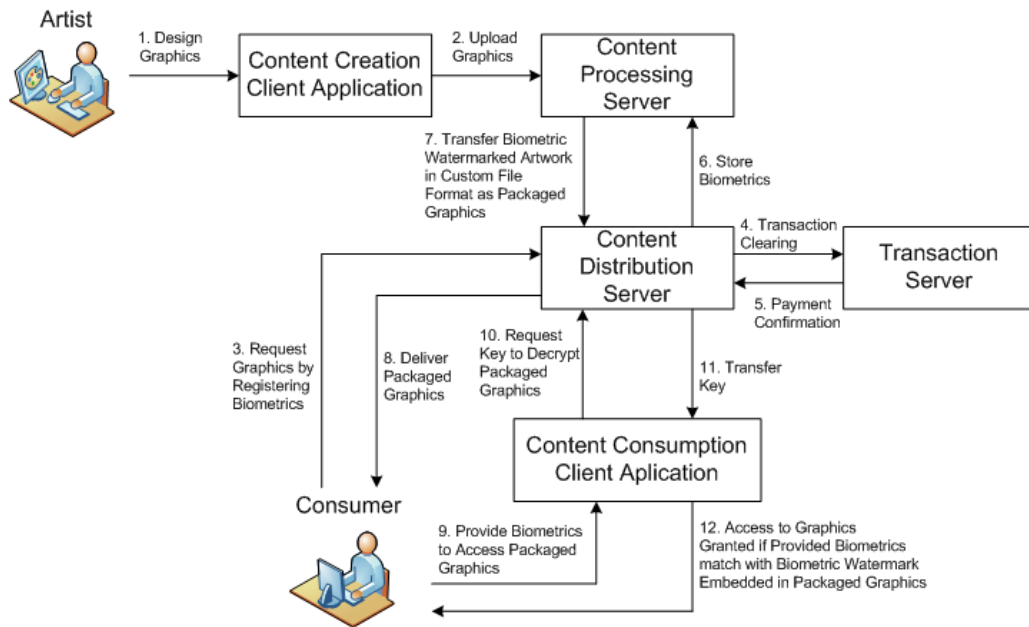 Artist
1. Design
Graphics
Content Creation
Client Application
2. Upload
Graphics
Content
Processing
Server
7. Transfer Biometric
Watermarked Artwork
in Custom File
Format as Packaged
Graphics
6. Store
Biometrics
Content
Distribution
Server
4. Transaction
Clearing
Transaction
Server
5. Payment
Confirmation
3. Request
Graphics by
Registering
Biometrics
8. Deliver
Packaged
Graphics
10. Request
Key to Decrypt
Packaged
Graphics
11. Transfer
Key
Content Consumption
Client Aplication
Consumer
9. Provide Biometrics
to Access Packaged
Graphics
12. Access to Graphics
Granted if Provided Biometrics
match with Biometric Watermark
Embedded in Packaged Graphics